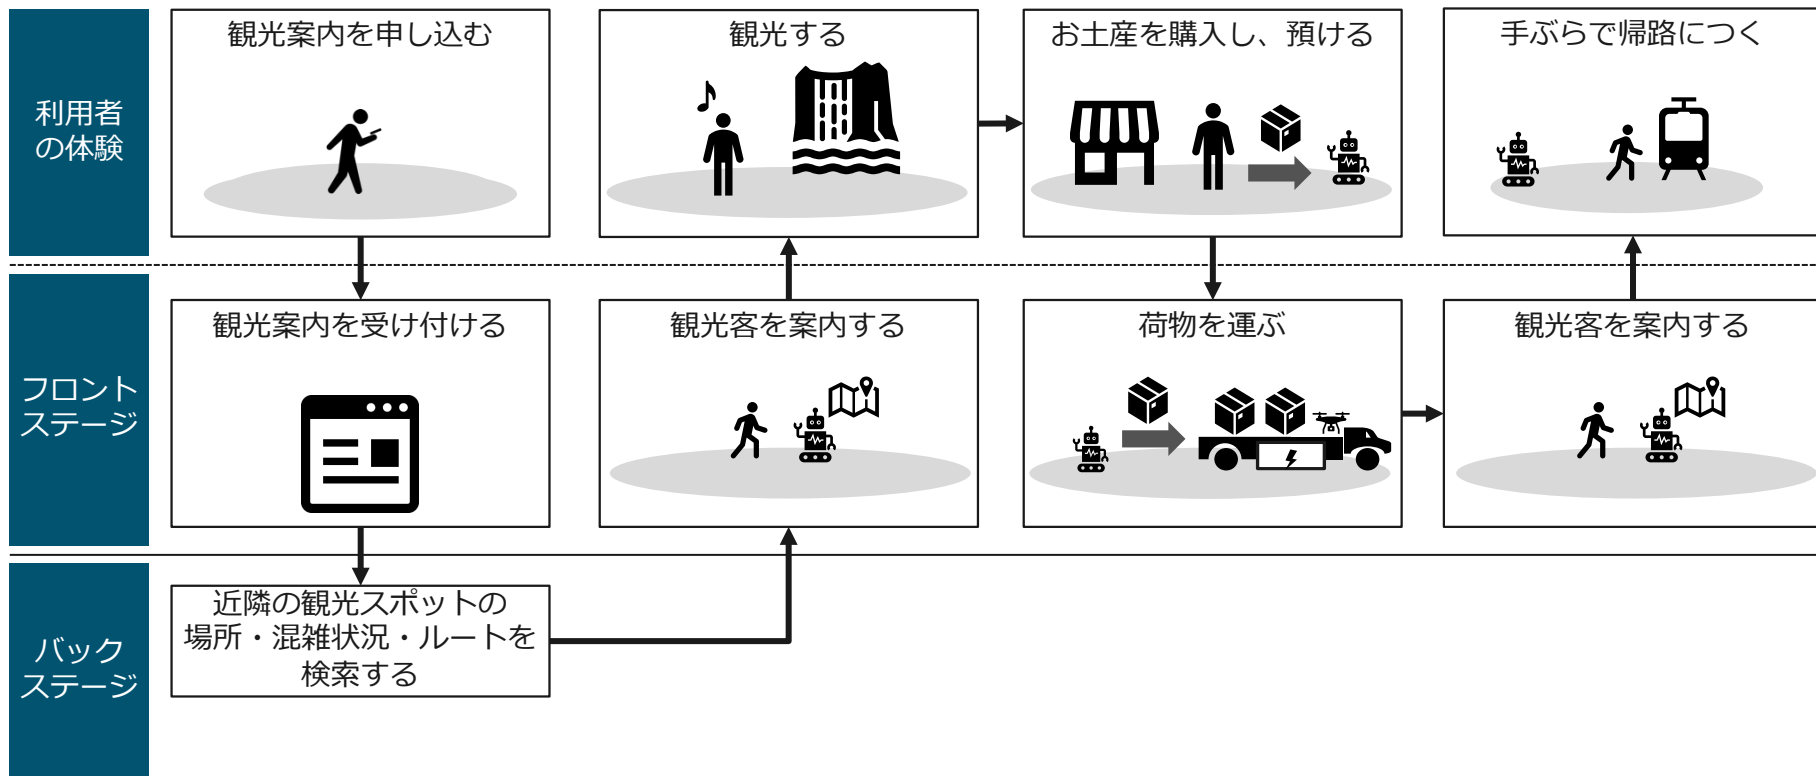 利用者
の体験
観光案内を申し込む
観光する
お土産を購入し、預ける
手ぶらで帰路につく
フロント
ステージ
観光案内を受け付ける
観光客を案内する
荷物を運ぶ
観光客を案内する
バック
ステージ
近隣の観光スポットの
場所・混雑状況・ルートを
検索する